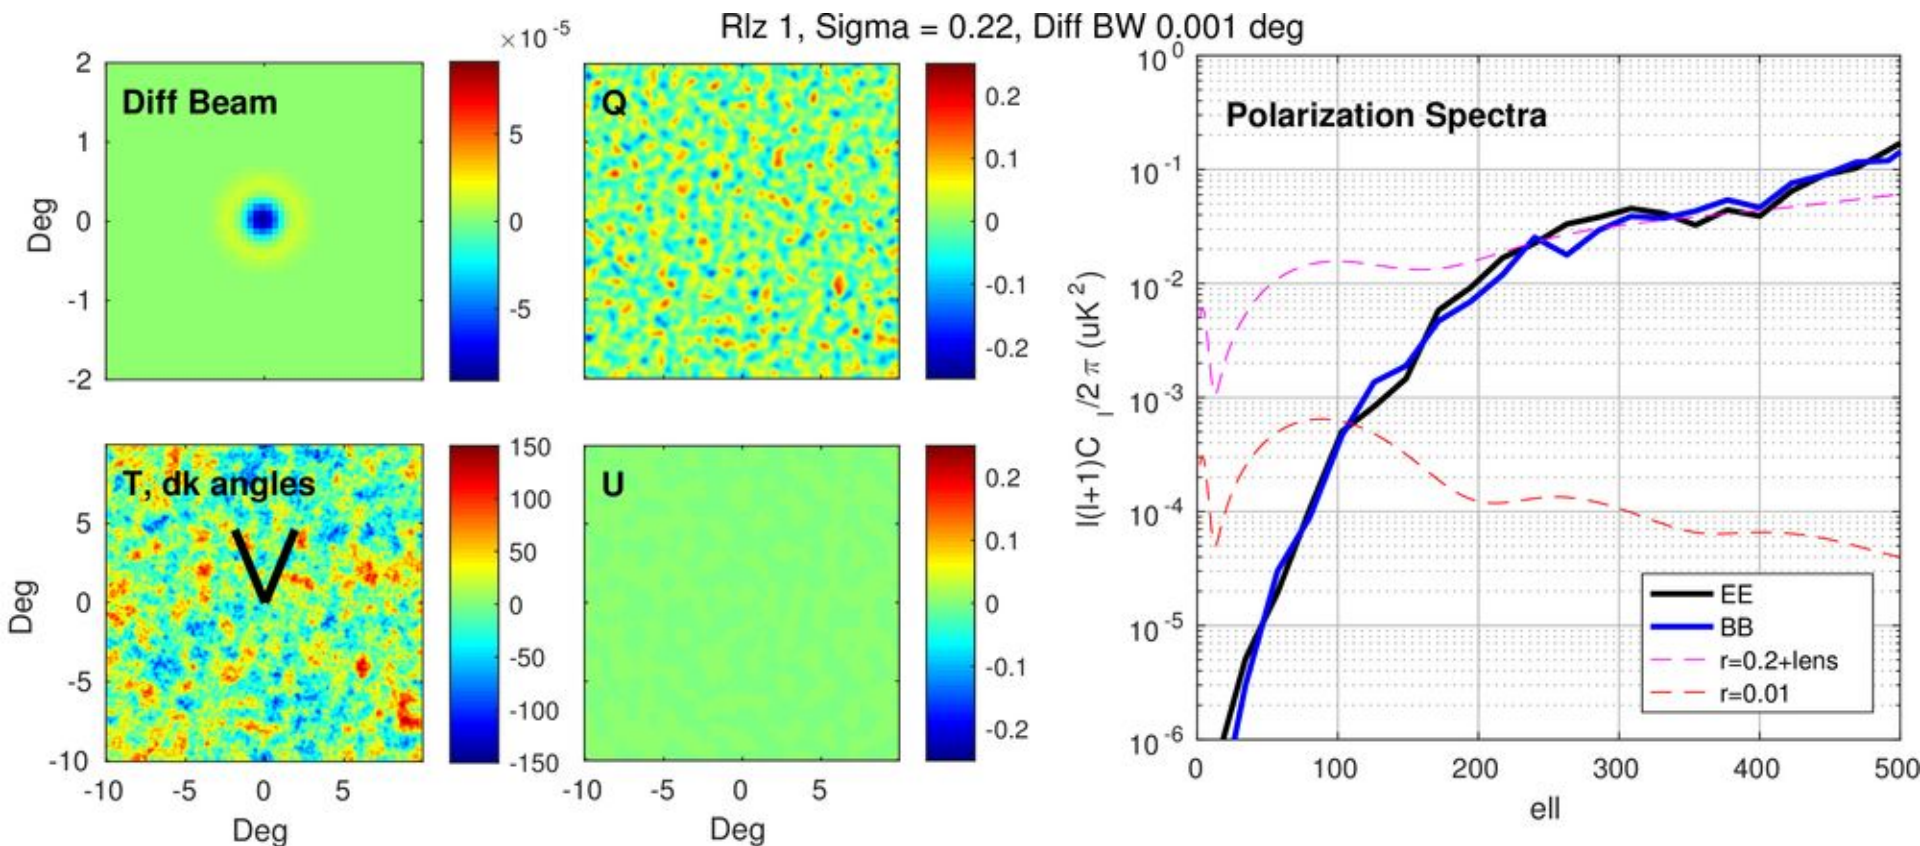 Rlz 1, Sigma = 0.22, Diff BW 0.001 deg
×10^-5
Diff Beam
2
1
0
-1
-2
Deg
5
0
-5
Q
0.2
0.1
0
-0.1
-0.2
T, dk angles
5
0
-5
-10
Deg
-10 -5 0 5
Deg
150
100
50
0
-50
-100
-150
U
-10 -5 0 5
Deg
0.2
0.1
0
-0.1
-0.2
Polarization Spectra
10^0
10^-1
10^-2
10^-3
10^-4
10^-5
10^-6
l(l+1)C_l/2 π (uK^2)
EE
BB
r=0.2+lens
r=0.01
0 100 200 300 400 500
ell